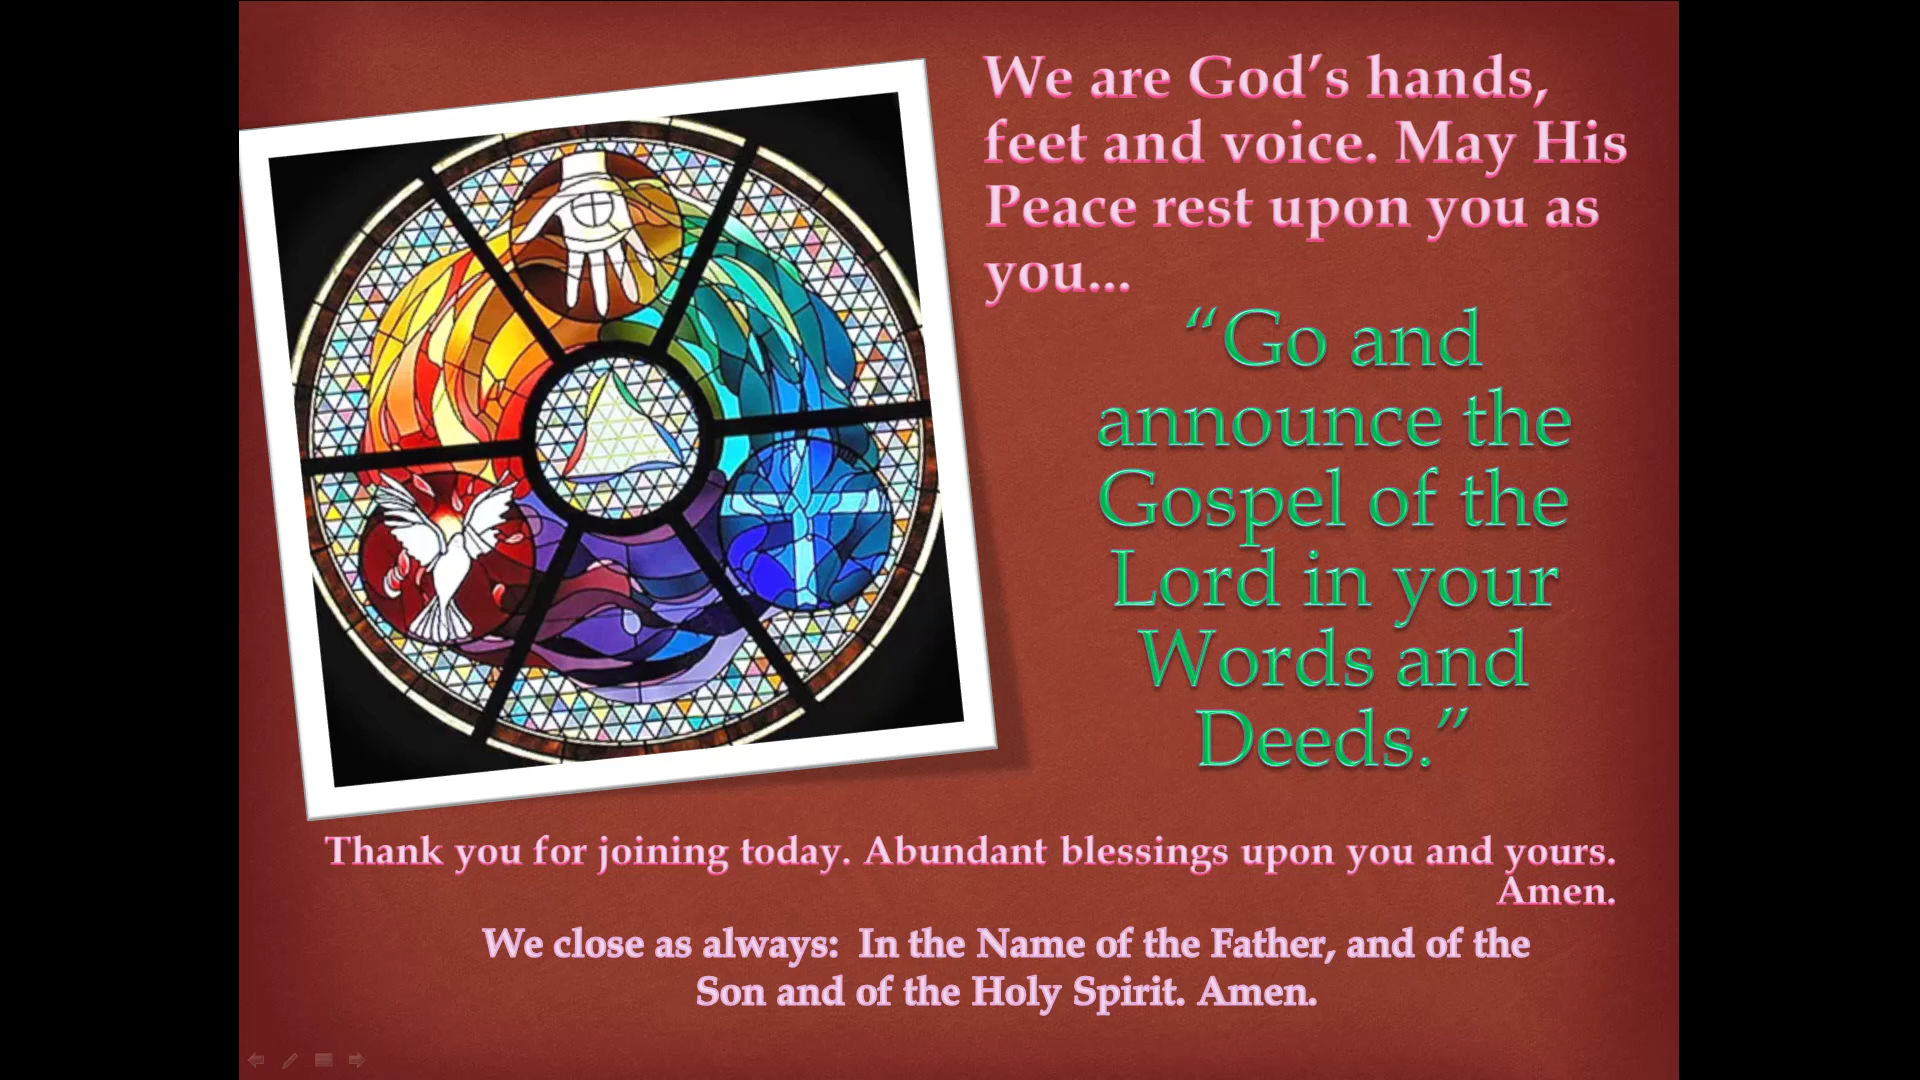 We are God’s hands,
feet and voice. May His
Peace rest upon you as
you...
“Go and
announce the
Gospel of the
Lord in your
Words and
Deeds.”
Thank you for joining today. Abundant blessings upon you and yours.
Amen.
We close as always:  In the Name of the Father, and of the
Son and of the Holy Spirit. Amen.